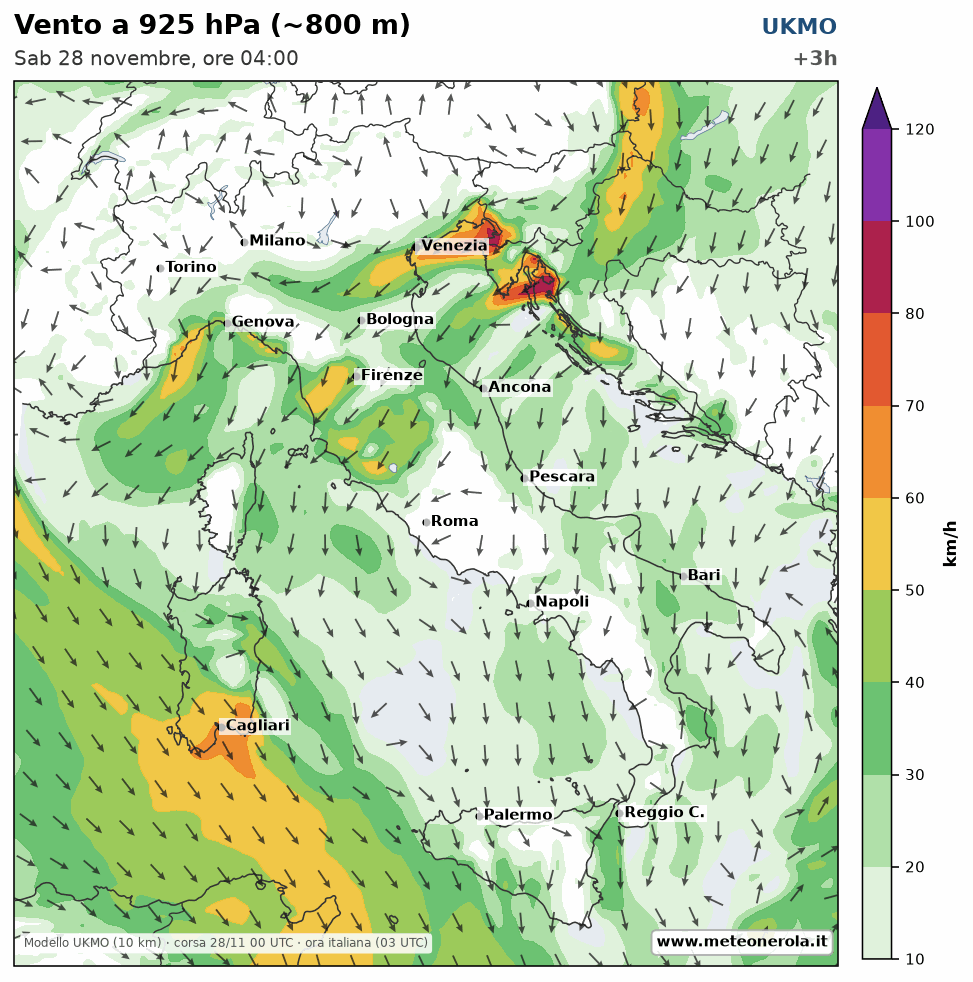 Vento a 925 hPa (~800 m)
UKMO
Sab 28 novembre, ore 04:00
+3h
120
100
Venezia
Milano
Torino
80
Genova
Bologna
Firenze
Ancona
70
Pescara
60
Roma
km/h
Bari
50
Napoli
40
Cagliari
30
Palermo
Reggio C.
20
Modello UKMO (10 km) · corsa 28/11 00 UTC · ora italiana (03 UTC)
www.meteonerola.it
10